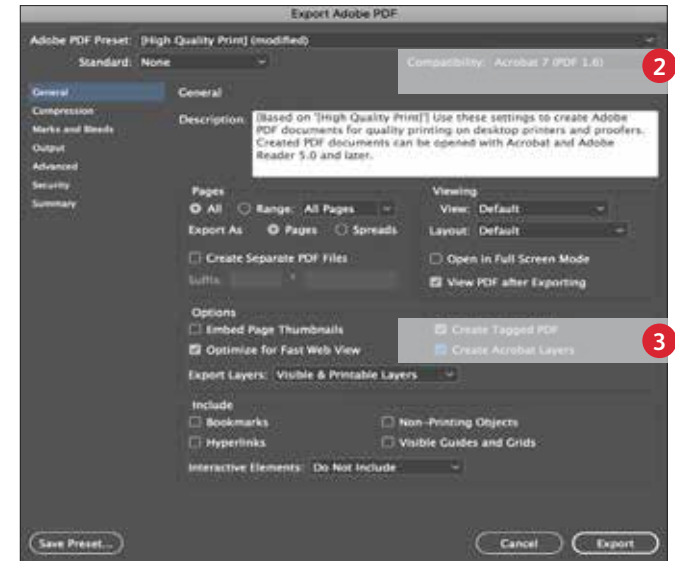 Export Adobe PDF
Adobe PDF Preset: [High Quality Print] (modified)
Standard: None
Compatibility: Acrobat 7 (PDF 1.6)
2
General
Compression
Marks and Bleeds
Output
Advanced
Security
Summary
General
Description: [Based on '[High Quality Print]'] Use these settings to create Adobe
PDF documents for quality printing on desktop printers and proofers.
Created PDF documents can be opened with Acrobat and Adobe
Reader 5.0 and later.
Pages
All Range: All Pages
Export As Pages Spreads
Create Separate PDF Files
Suffix:
Viewing
View: Default
Layout: Default
Open in Full Screen Mode
View PDF after Exporting
Options
Embed Page Thumbnails
Create Tagged PDF
Optimize for Fast Web View
Create Acrobat Layers
3
Export Layers: Visible & Printable Layers
Include
Bookmarks
Non-Printing Objects
Hyperlinks
Visible Guides and Grids
Interactive Elements: Do Not Include
Save Preset...
Cancel
Export